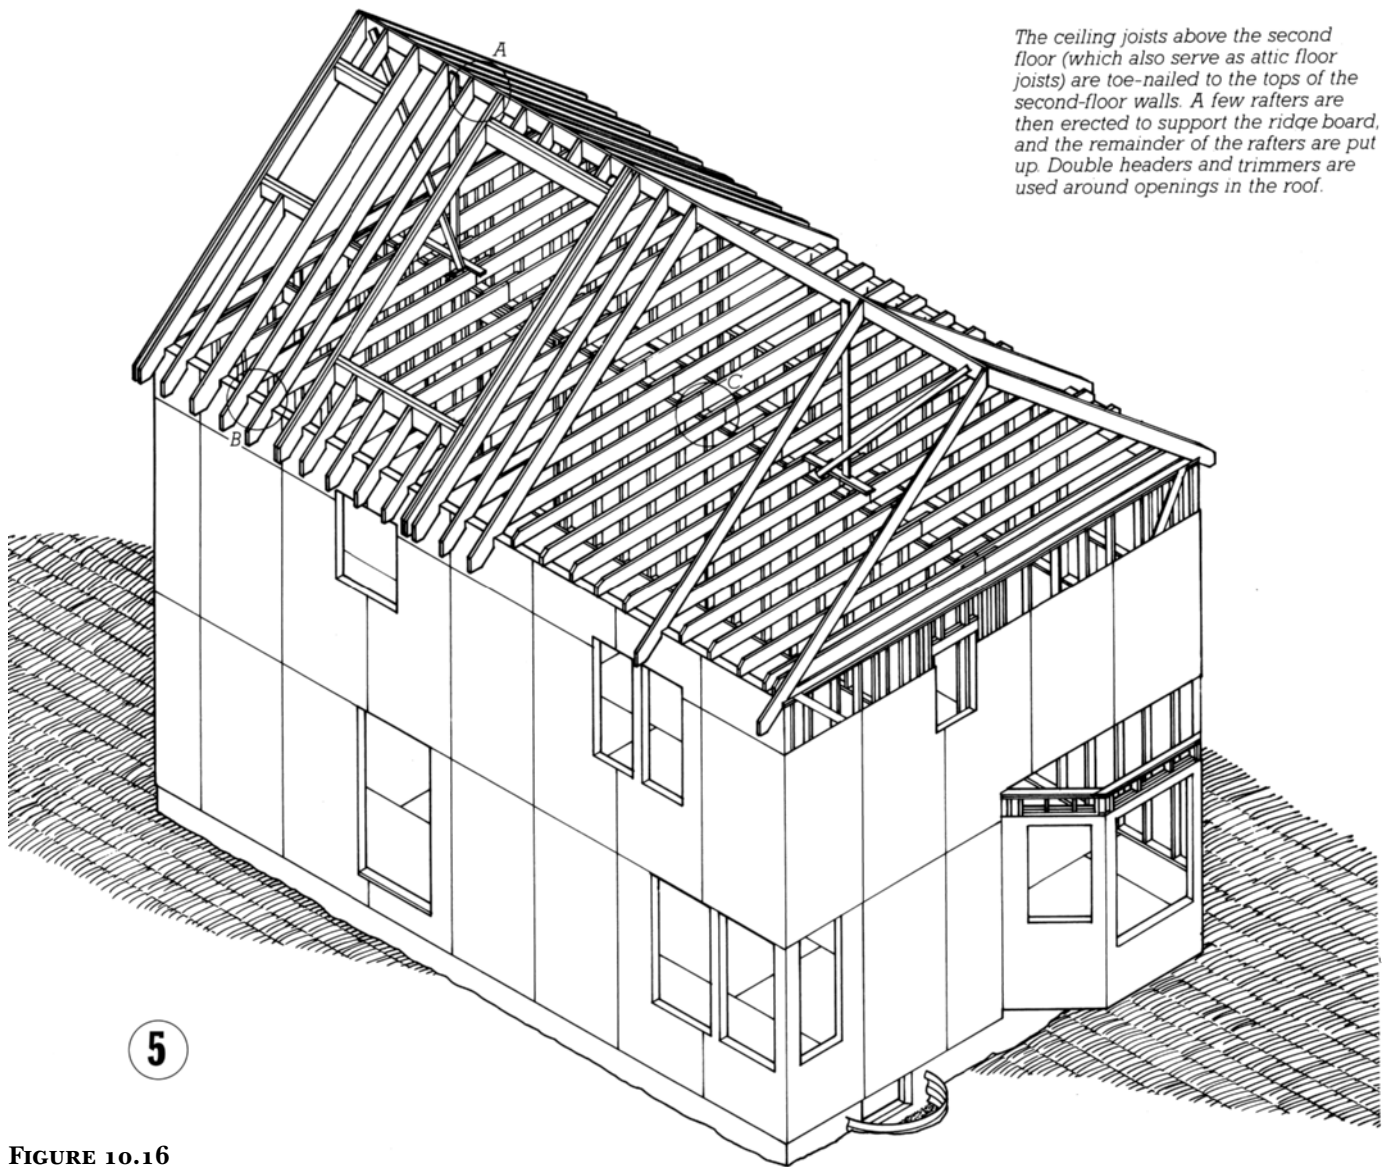 The ceiling joists above the second
floor (which also serve as attic floor
joists) are toe-nailed to the tops of the
second-floor walls. A few rafters are
then erected to support the ridge board,
and the remainder of the rafters are put
up. Double headers and trimmers are
used around openings in the roof.
A
C
B
5
FIGURE 10.16